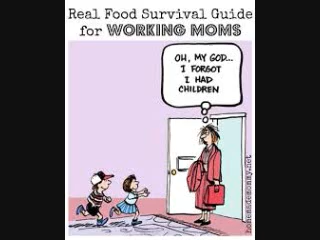 Real Food Survival Guide
for WORKING MOMS
OH, MY GOD...
I FORGOT
I HAD
CHILDREN